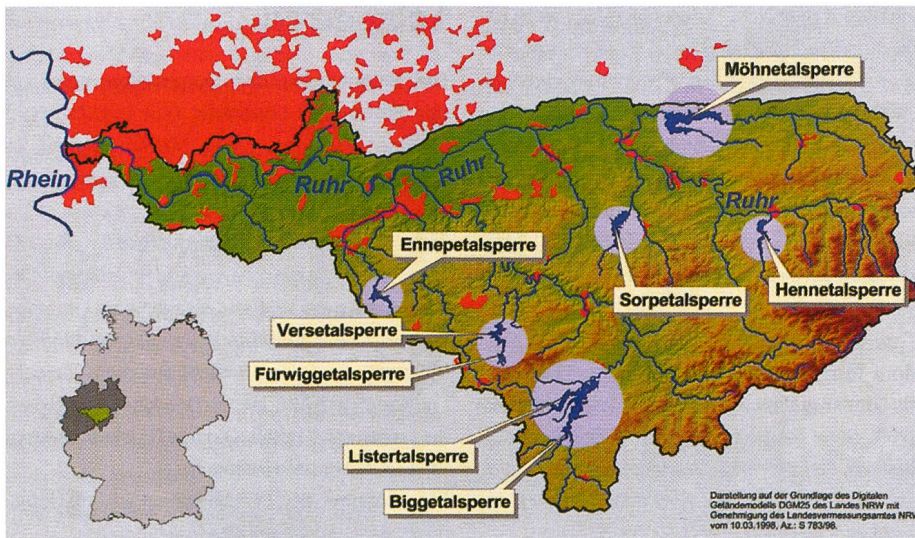 Möhnetalsperre
Rhein
Ruhr
Ruhr
Ruhr
Ennepetalsperre
Sorpetalsperre
Hennetalsperre
Versetalsperre
Fürwiggetalsperre
Listertalsperre
Biggetalsperre
Darstellung auf der Grundlage des Digitalen
Geländemodells DGM25 des Landes NRW mit
Genehmigung des Landesvermessungsamtes NRW
vom 10.03.1998, Az.: S 783/98.